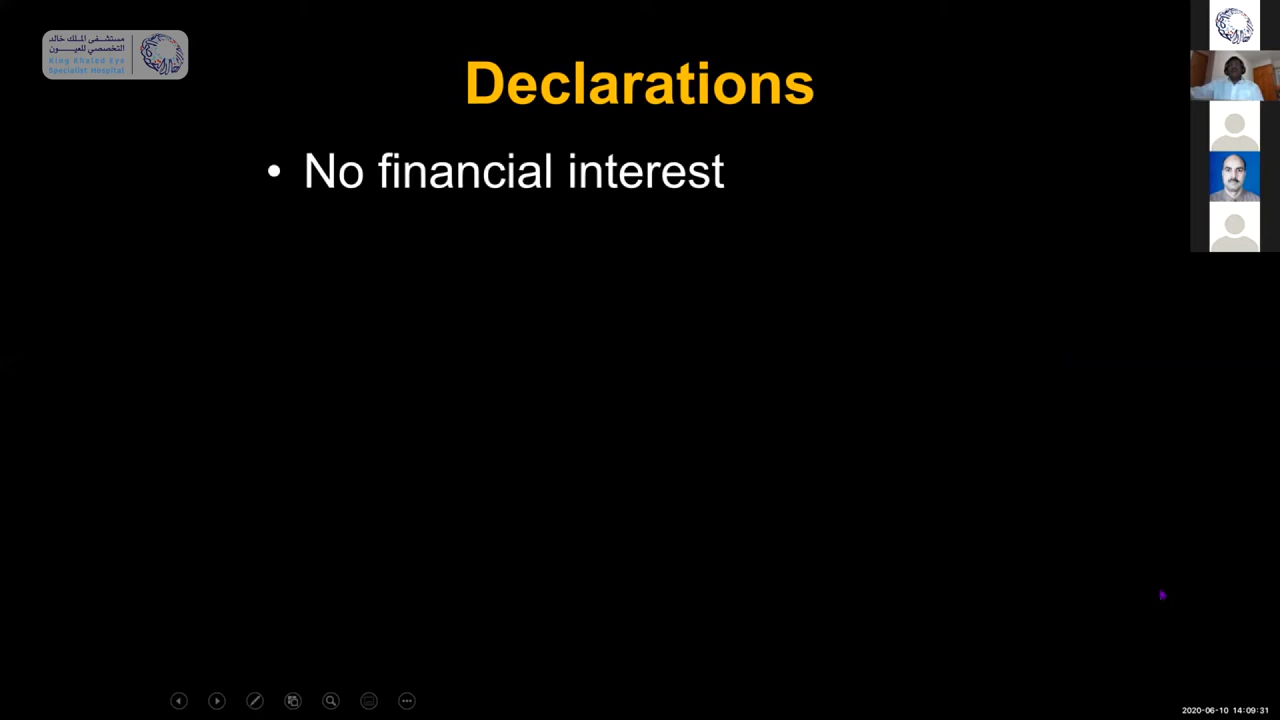 مستشفى الملك خالد
التخصصي للعيون
King Khaled Eye
Specialist Hospital
Declarations
• No financial interest
2020-06-10 14:09:31